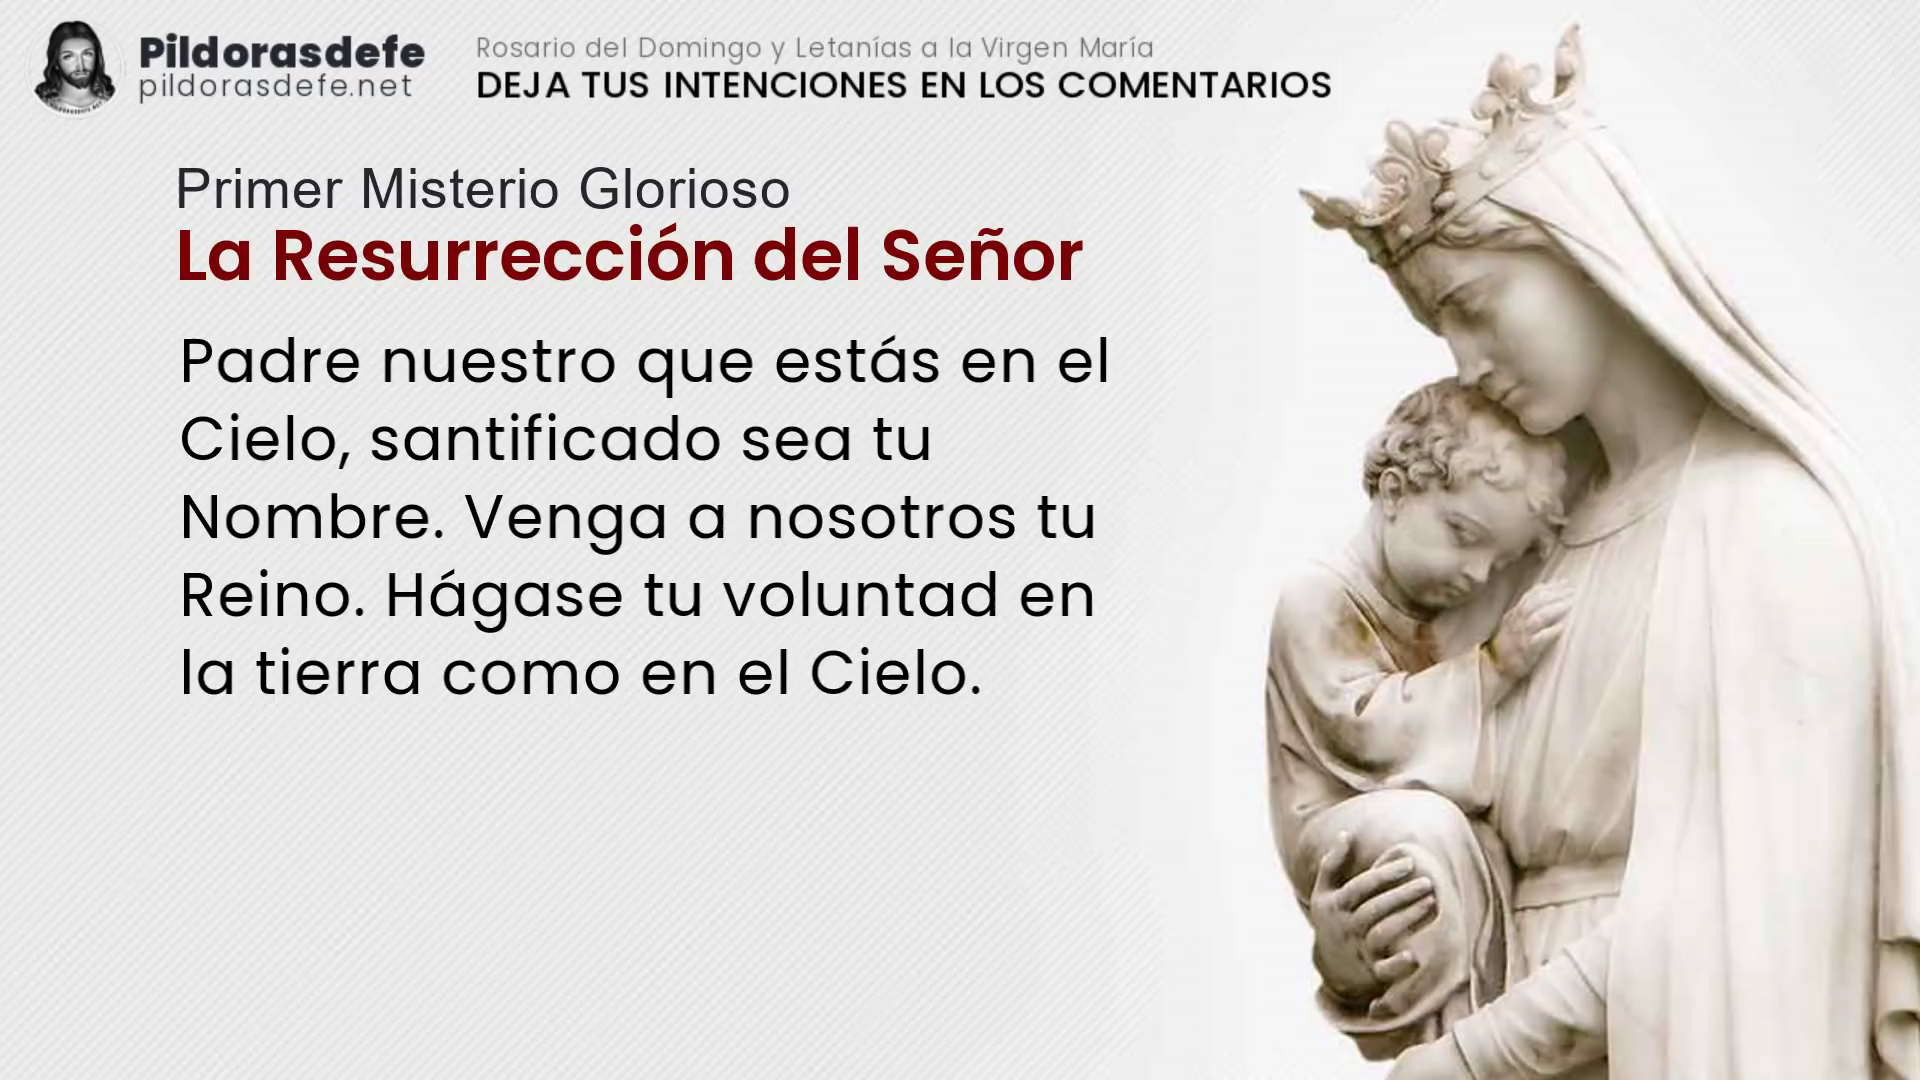 Pildorasdefe
pildorasdefe.net
Rosario del Domingo y Letanías a la Virgen María
DEJA TUS INTENCIONES EN LOS COMENTARIOS
Primer Misterio Glorioso
La Resurrección del Señor
Padre nuestro que estás en el
Cielo, santificado sea tu
Nombre. Venga a nosotros tu
Reino. Hágase tu voluntad en
la tierra como en el Cielo.